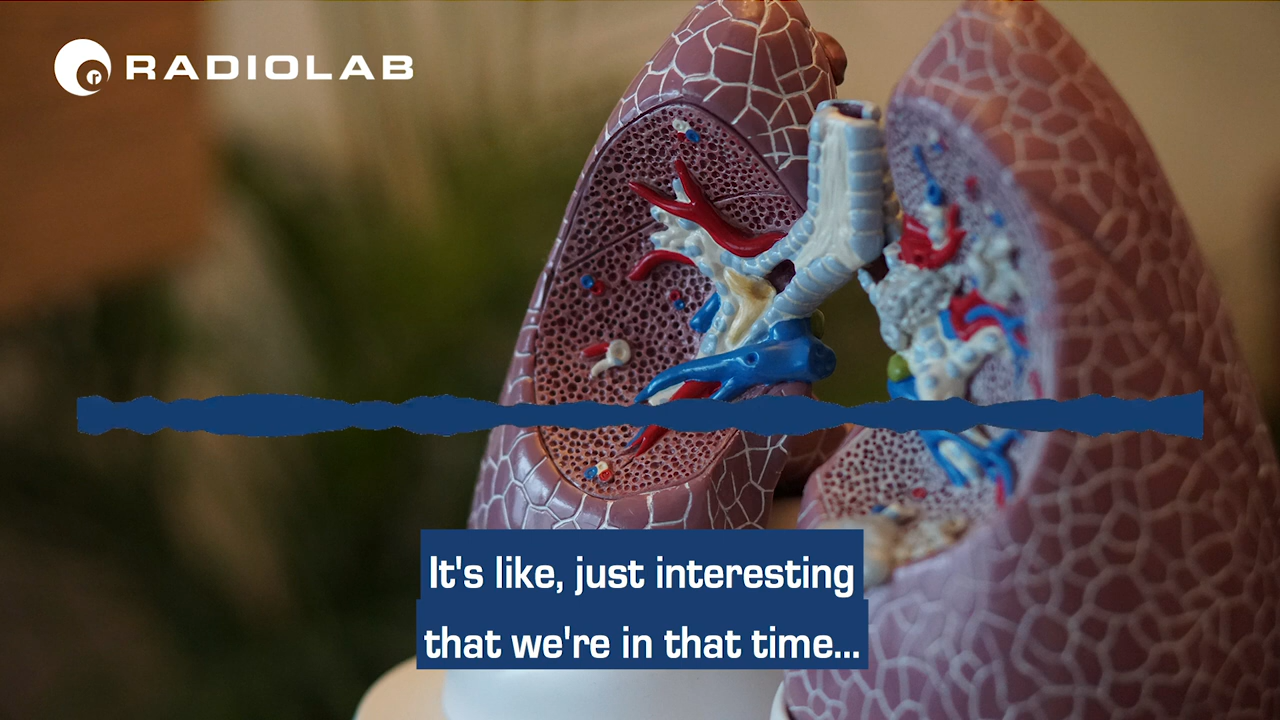 RADIOLAB
It's like, just interesting
that we're in that time...